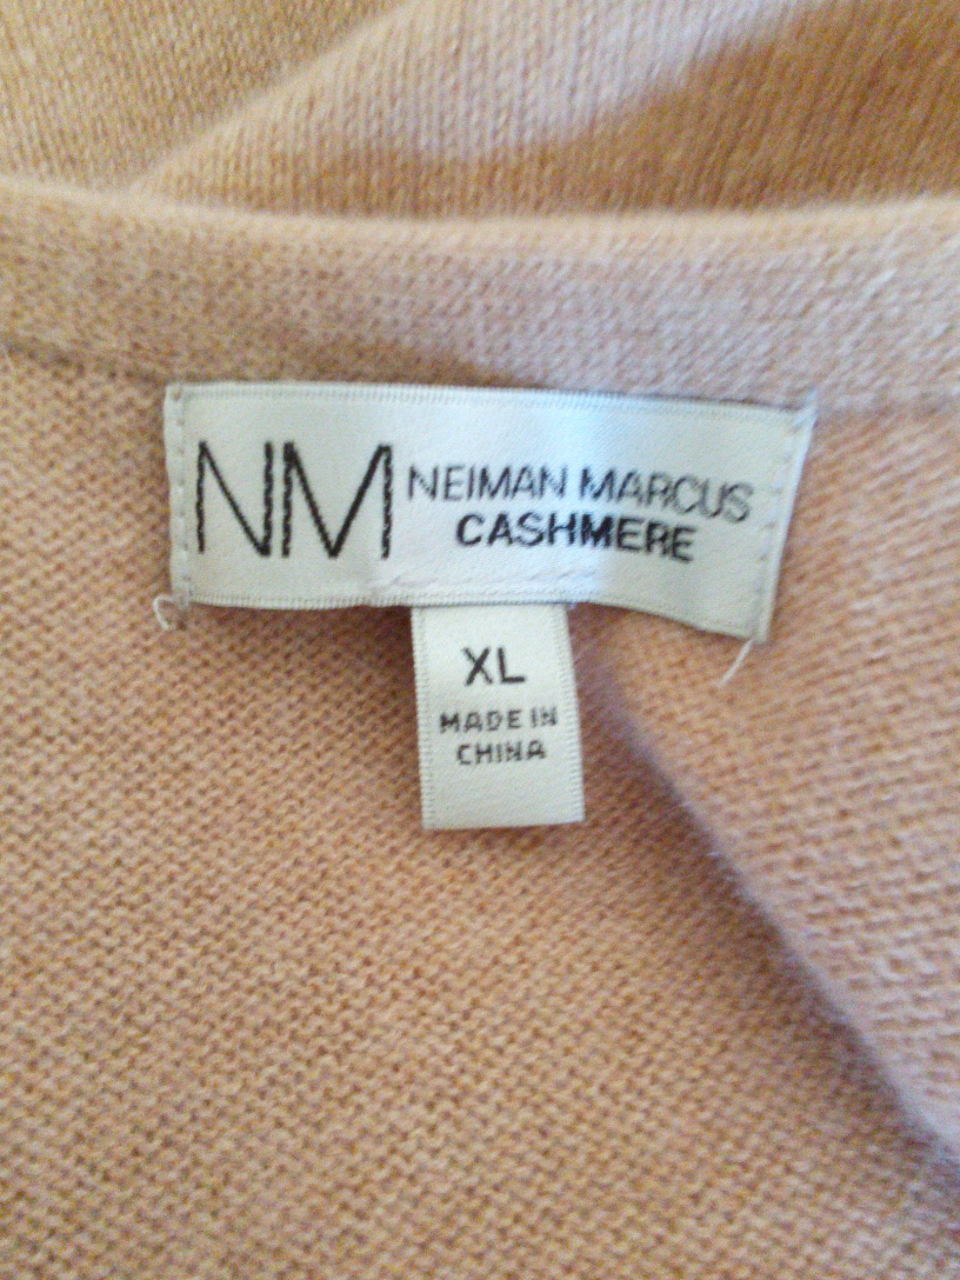 NM
NEIMAN MARCUS
CASHMERE
XL
MADE IN
CHINA